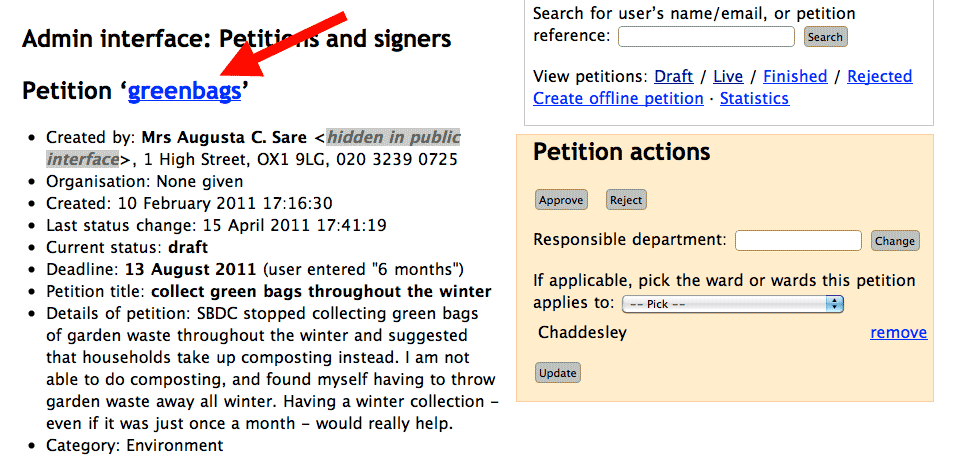 Admin interface: Petitions and signers
Petition ‘greenbags’
• Created by: Mrs Augusta C. Sare <hidden in public
interface>, 1 High Street, OX1 9LG, 020 3239 0725
• Organisation: None given
• Created: 10 February 2011 17:16:30
• Last status change: 15 April 2011 17:41:19
• Current status: draft
• Deadline: 13 August 2011 (user entered "6 months")
• Petition title: collect green bags throughout the winter
• Details of petition: SBDC stopped collecting green bags
of garden waste throughout the winter and suggested
that households take up composting instead. I am not
able to do composting, and found myself having to throw
garden waste away all winter. Having a winter collection –
even if it was just once a month – would really help.
• Category: Environment
Search for user’s name/email, or petition
reference: Search
View petitions: Draft / Live / Finished / Rejected
Create offline petition · Statistics
Petition actions
Approve Reject
Responsible department: Change
If applicable, pick the ward or wards this petition
applies to: -- Pick --
Chaddesley remove
Update